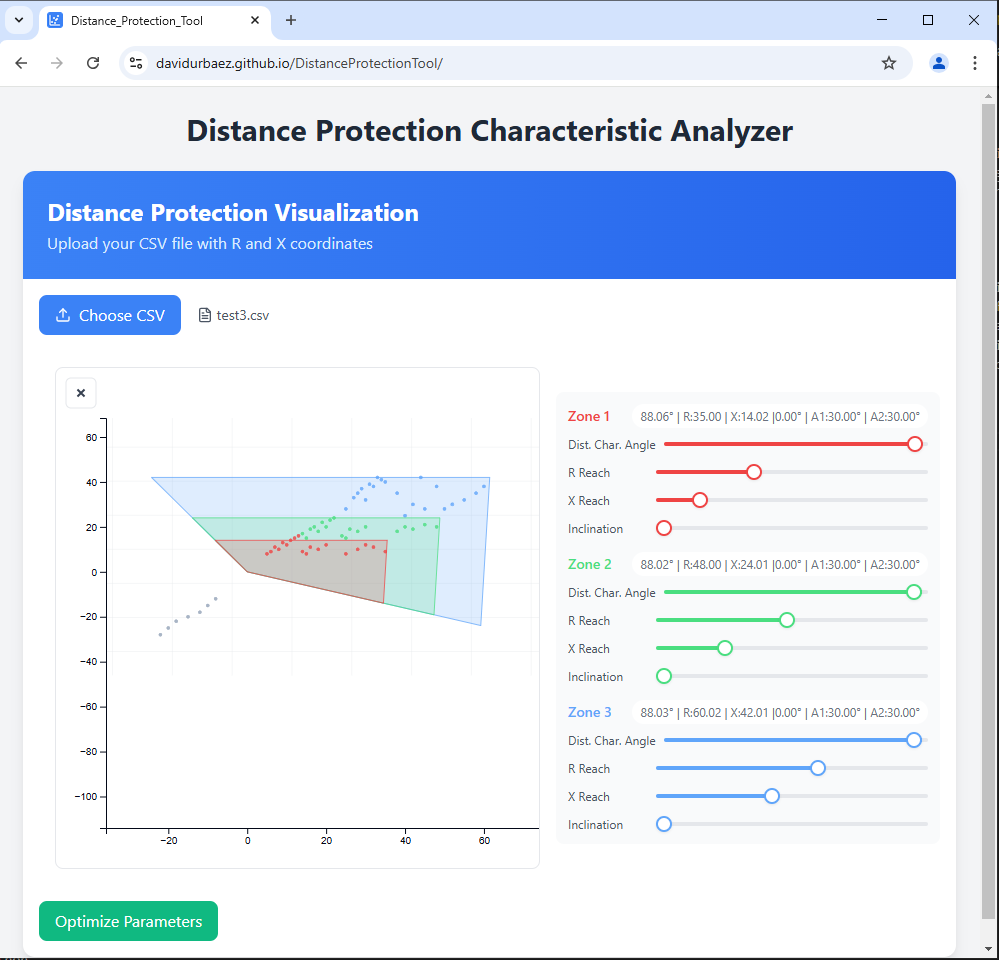 Distance_Protection_Tool
davidurbaez.github.io/DistanceProtectionTool/
Distance Protection Characteristic Analyzer
Distance Protection Visualization
Upload your CSV file with R and X coordinates
Choose CSV
test3.csv
60
40
20
0
−20
−40
−60
−80
−100
−20
0
20
40
60
Zone 1
88.06° | R:35.00 | X:14.02 |0.00° | A1:30.00° | A2:30.00°
Dist. Char. Angle
R Reach
X Reach
Inclination
Zone 2
88.02° | R:48.00 | X:24.01 |0.00° | A1:30.00° | A2:30.00°
Dist. Char. Angle
R Reach
X Reach
Inclination
Zone 3
88.03° | R:60.02 | X:42.01 |0.00° | A1:30.00° | A2:30.00°
Dist. Char. Angle
R Reach
X Reach
Inclination
Optimize Parameters